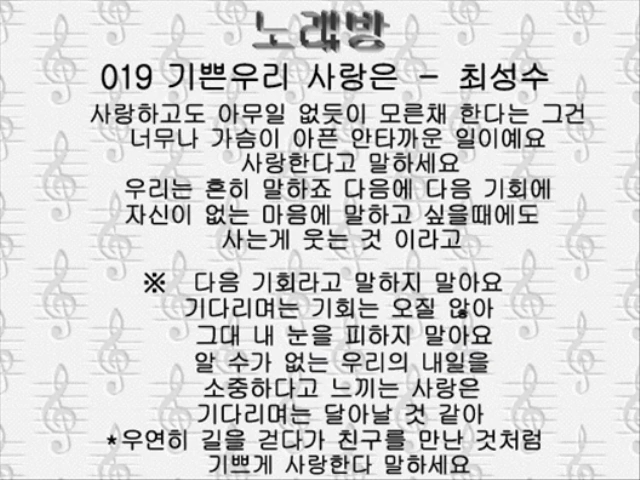 노래방
019 기쁜우리 사랑은 - 최성수
사랑하고도 아무일 없듯이 모른채 한다는 그건
너무나 가슴이 아픈 안타까운 일이예요
사랑한다고 말하세요
우리는 흔히 말하죠 다음에 다음 기회에
자신이 없는 마음에 말하고 싶을때에도
사는게 웃는 것 이라고
※ 다음 기회라고 말하지 말아요
기다리며는 기회는 오질 않아
그대 내 눈을 피하지 말아요
알 수가 없는 우리의 내일을
소중하다고 느끼는 사랑은
기다리며는 달아날 것 같아
*우연히 길을 걷다가 친구를 만난 것처럼
기쁘게 사랑한다 말하세요